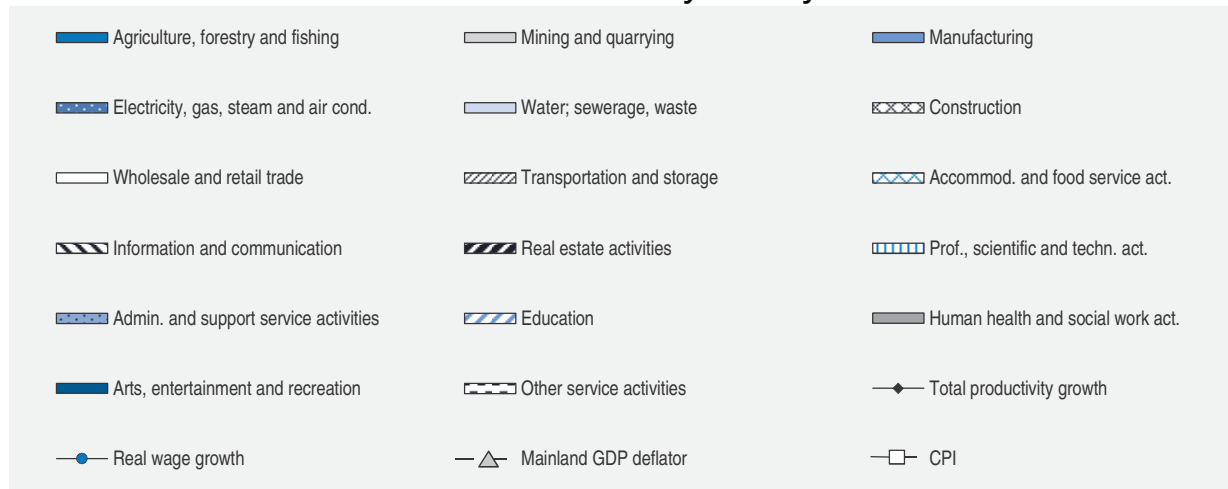 Agriculture, forestry and fishing
Mining and quarrying
Manufacturing
Electricity, gas, steam and air cond.
Water; sewerage, waste
Construction
Wholesale and retail trade
Transportation and storage
Accommod. and food service act.
Information and communication
Real estate activities
Prof., scientific and techn. act.
Admin. and support service activities
Education
Human health and social work act.
Arts, entertainment and recreation
Other service activities
Total productivity growth
Real wage growth
Mainland GDP deflator
CPI